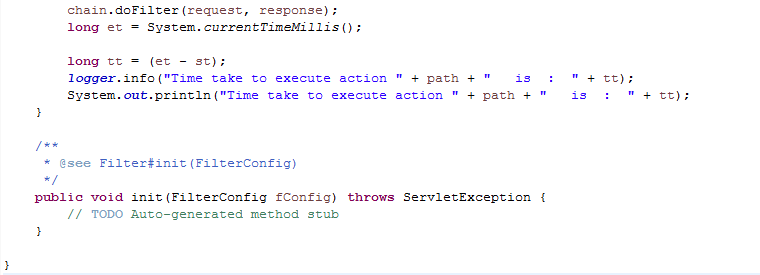 chain.doFilter(request, response);
long et = System.currentTimeMillis();
long tt = (et - st);
logger.info("Time take to execute action " + path + "   is  :  " + tt);
System.out.println("Time take to execute action " + path + "   is  :  " + tt);
}
/**
* @see Filter#init(FilterConfig)
*/
public void init(FilterConfig fConfig) throws ServletException {
// TODO Auto-generated method stub
}
}